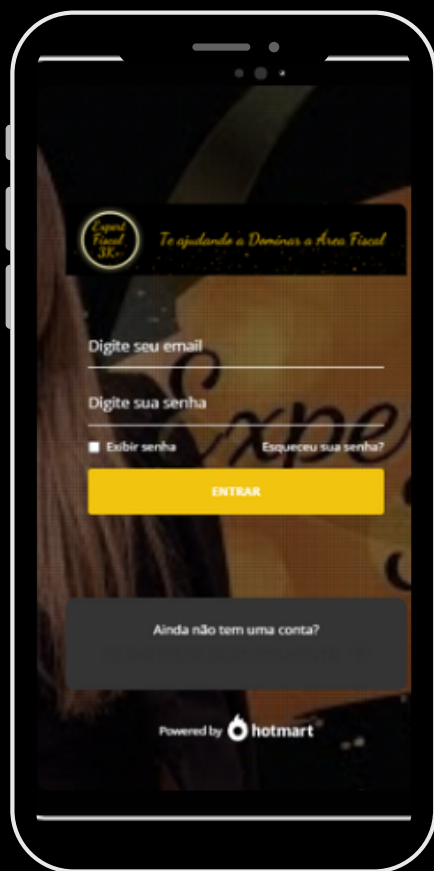 Expert
Fiscal
3K+
Te ajudando a Dominar a Área Fiscal
Digite seu email
Expe
Digite sua senha
Exibir senha
Esqueceu sua senha?
ENTRAR
Ainda não tem uma conta?
Powered by hotmart